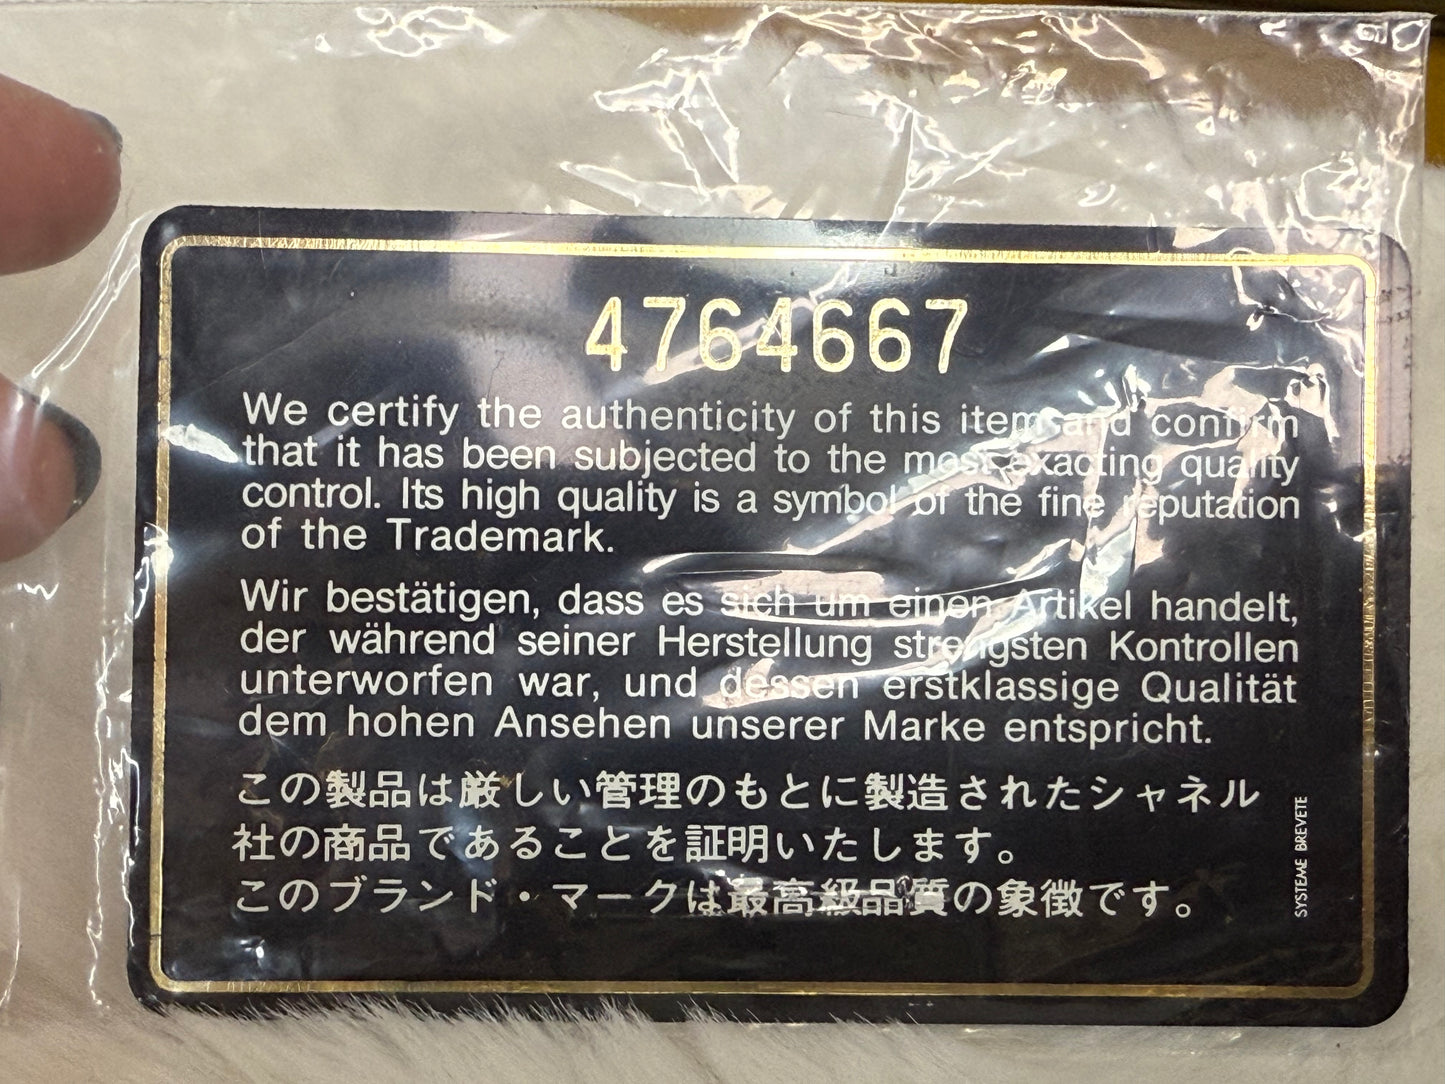 4764667
We certify the authenticity of this item and confirm
that it has been subjected to the most exacting quality
control. Its high quality is a symbol of the fine reputation
of the Trademark.
Wir bestätigen, dass es sich um einen Artikel handelt,
der während seiner Herstellung strengsten Kontrollen
unterworfen war, und dessen erstklassige Qualität
dem hohen Ansehen unserer Marke entspricht.
この製品は厳しい管理のもとに製造されたシャネル
社の商品であることを証明いたします。
このブランド・マークは最高級品質の象徴です。
SYSTEME BREVETE